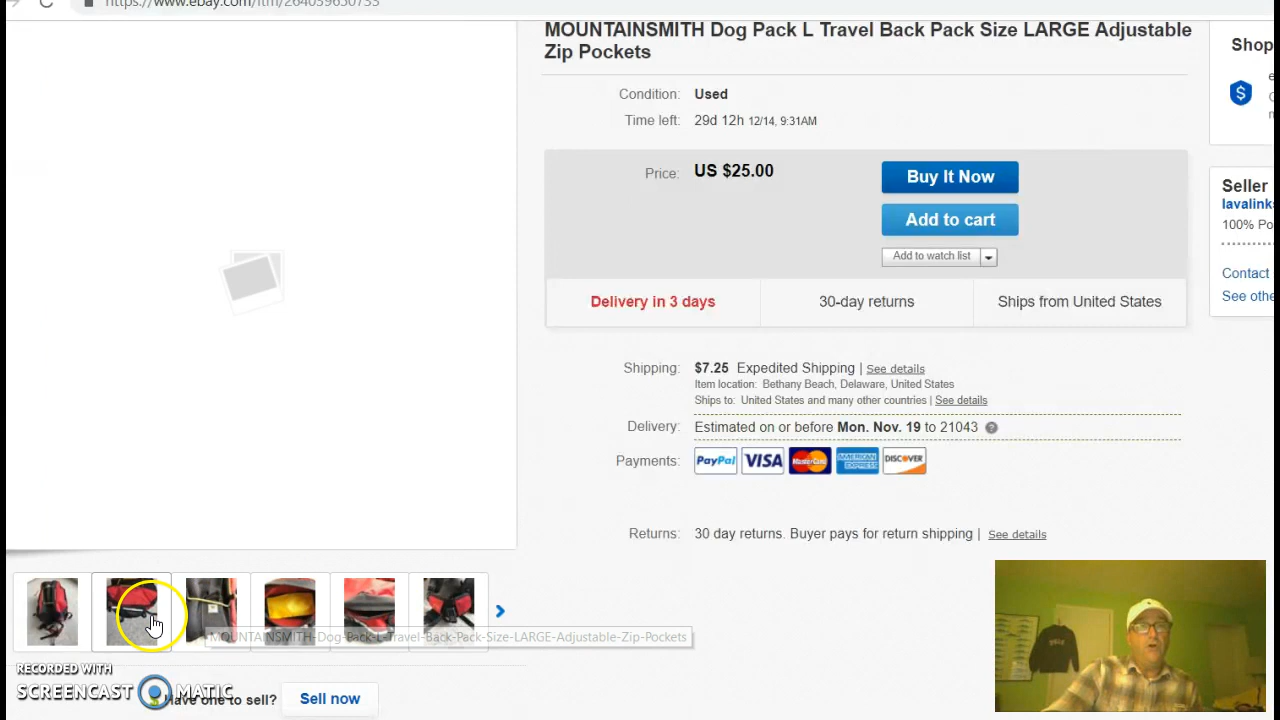 https://www.ebay.com/itm/264039650733
MOUNTAINSMITH Dog Pack L Travel Back Pack Size LARGE Adjustable
Zip Pockets
Condition: Used
Time left: 29d 12h 12/14, 9:31AM
Price: US $25.00
Buy It Now
Add to cart
Add to watch list
Delivery in 3 days
30-day returns
Ships from United States
Shipping: $7.25 Expedited Shipping | See details
Item location: Bethany Beach, Delaware, United States
Ships to: United States and many other countries | See details
Delivery: Estimated on or before Mon. Nov. 19 to 21043 ?
Payments: PayPal VISA MasterCard AMERICAN EXPRESS DISCOVER
Returns: 30 day returns. Buyer pays for return shipping | See details
Shop
$
Seller
lavalinks
100% Po
Contact
See othe
MOUNTAINSMITH-Dog-Pack-L-Travel-Back-Pack-Size-LARGE-Adjustable-Zip-Pockets
RECORDED WITH
SCREENCAST MATIC
Have one to sell? Sell now